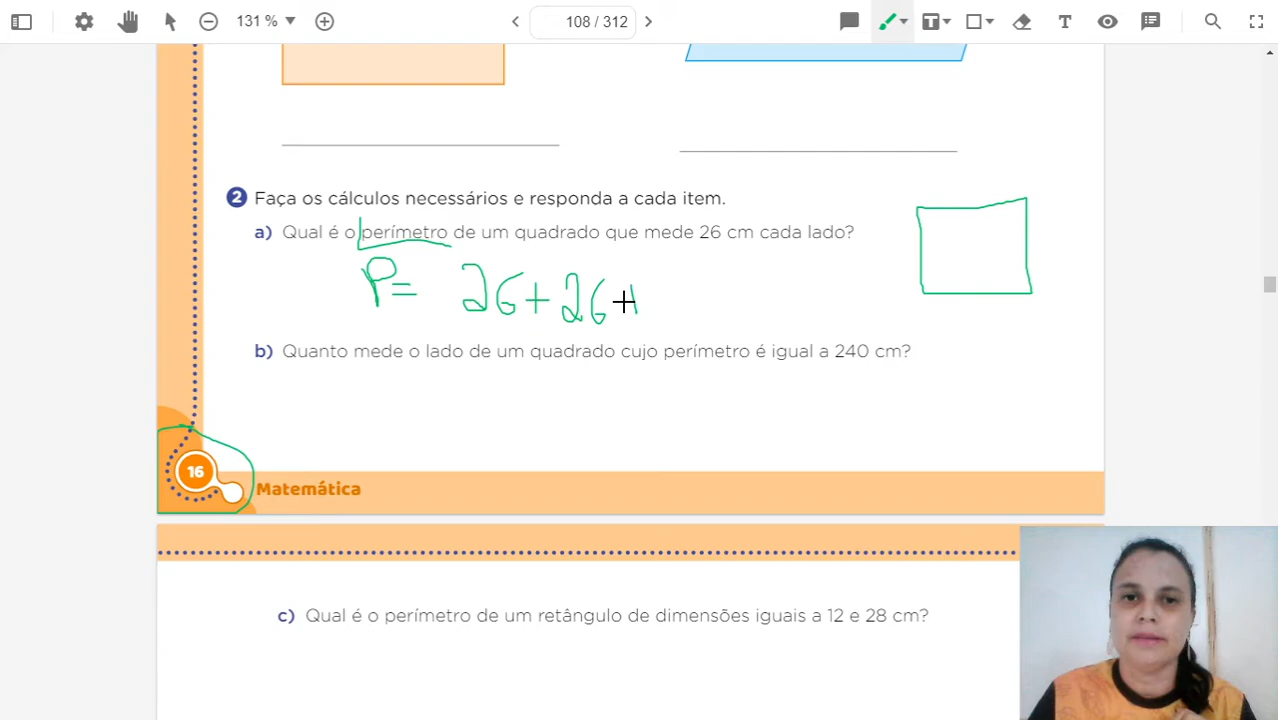 131 %
108 / 312
2 Faça os cálculos necessários e responda a cada item.
a) Qual é o perímetro de um quadrado que mede 26 cm cada lado?
P= 26+26+
b) Quanto mede o lado de um quadrado cujo perímetro é igual a 240 cm?
16
Matemática
c) Qual é o perímetro de um retângulo de dimensões iguais a 12 e 28 cm?